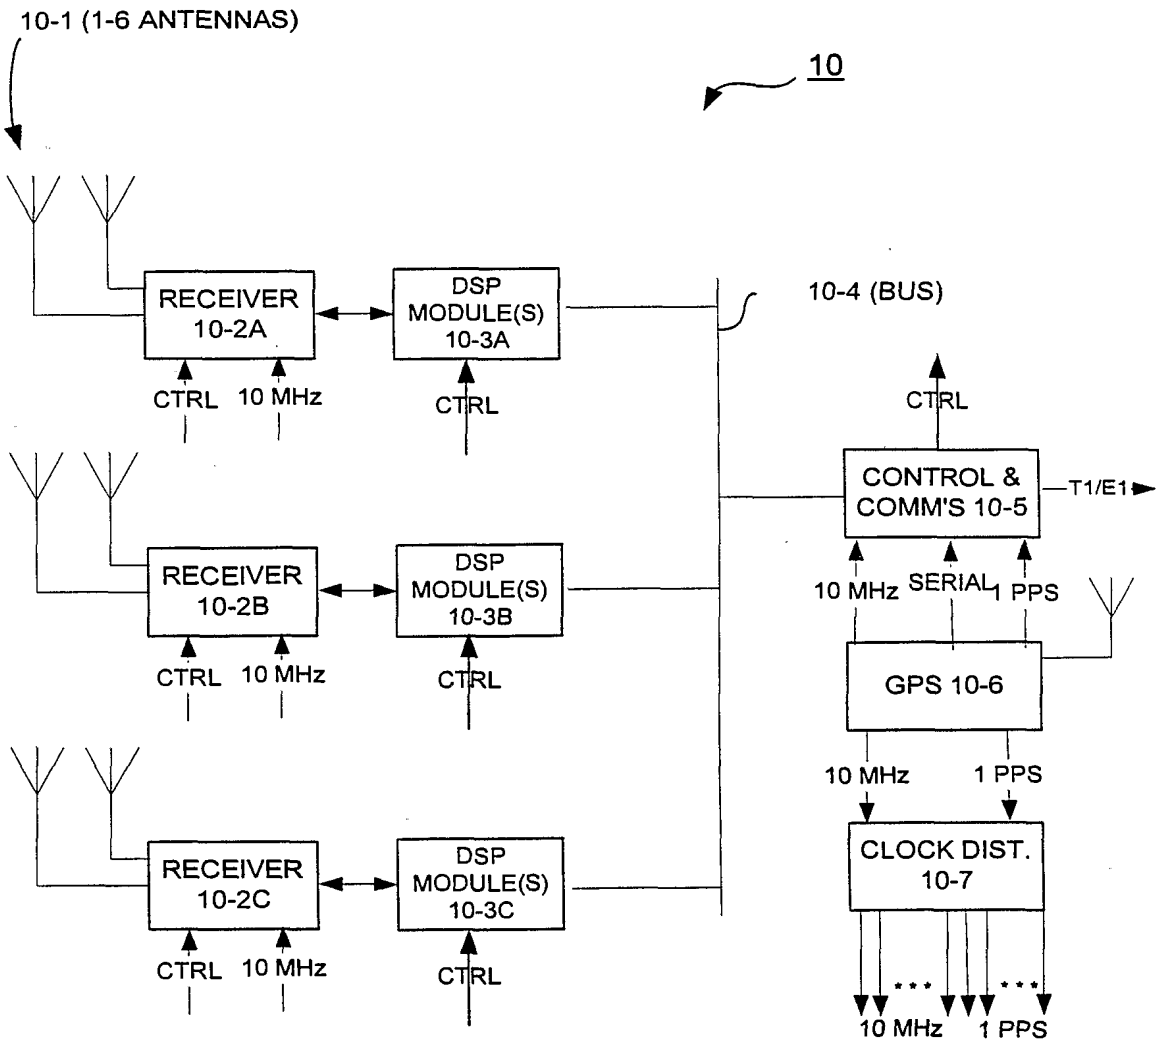 10-1 (1-6 ANTENNAS)
10
RECEIVER
10-2A
DSP
MODULE(S)
10-3A
10-4 (BUS)
CTRL
10 MHz
CTRL
CTRL
CONTROL &
COMM'S 10-5
T1/E1
RECEIVER
10-2B
DSP
MODULE(S)
10-3B
10 MHz
SERIAL
1 PPS
CTRL
10 MHz
CTRL
GPS 10-6
10 MHz
1 PPS
RECEIVER
10-2C
DSP
MODULE(S)
10-3C
CLOCK DIST.
10-7
CTRL
10 MHz
CTRL
* * *
* * *
10 MHz
1 PPS